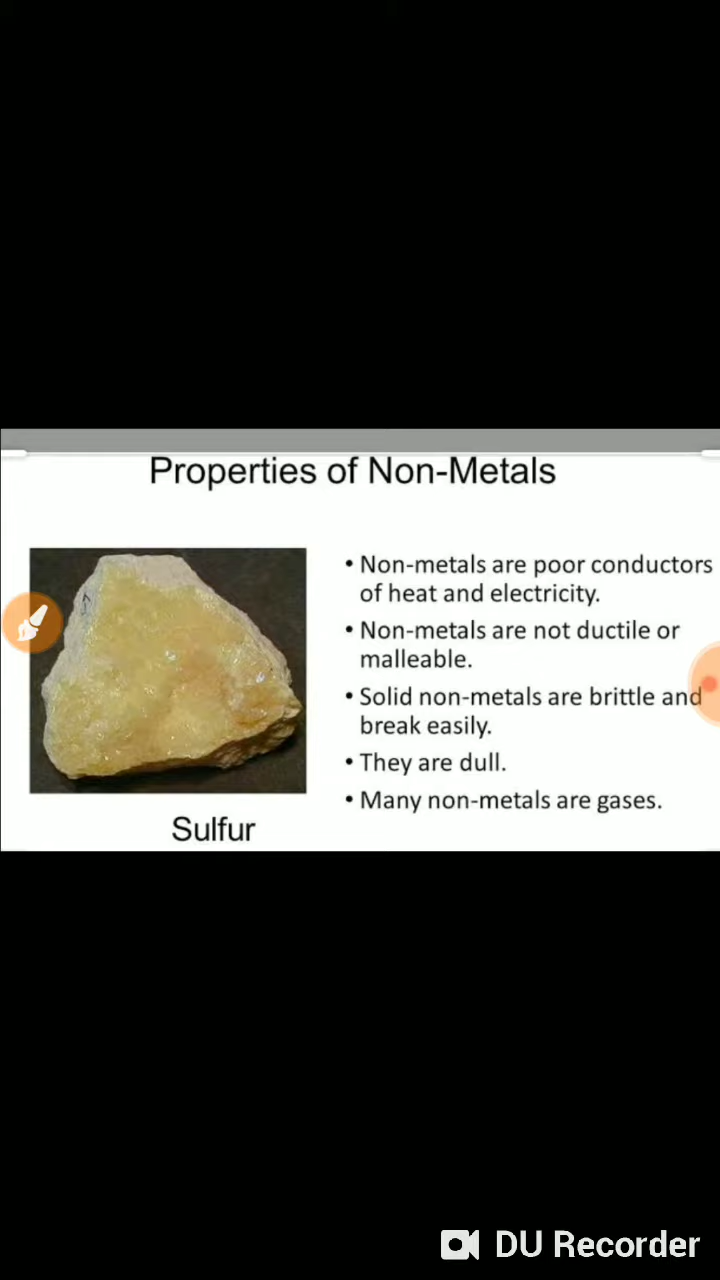 Properties of Non-Metals
• Non-metals are poor conductors
of heat and electricity.
• Non-metals are not ductile or
malleable.
• Solid non-metals are brittle and
break easily.
• They are dull.
• Many non-metals are gases.
Sulfur
DU Recorder